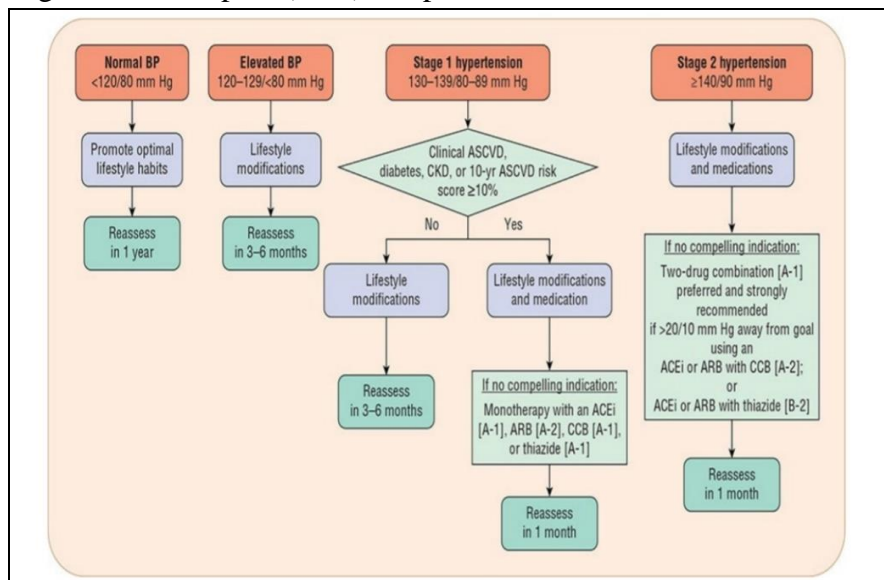 Normal BP
<120/80 mm Hg
Promote optimal
lifestyle habits
Reassess
in 1 year
Elevated BP
120–129/<80 mm Hg
Lifestyle
modifications
Reassess
in 3–6 months
Stage 1 hypertension
130–139/80–89 mm Hg
Clinical ASCVD,
diabetes, CKD, or 10-yr ASCVD risk
score ≥10%
No
Yes
Lifestyle
modifications
Reassess
in 3–6 months
Lifestyle modifications
and medication
If no compelling indication:
Monotherapy with an ACEi
[A-1], ARB [A-2], CCB [A-1],
or thiazide [A-1]
Reassess
in 1 month
Stage 2 hypertension
≥140/90 mm Hg
Lifestyle modifications
and medications
If no compelling indication:
Two-drug combination [A-1]
preferred and strongly
recommended
if >20/10 mm Hg away from goal
using an
ACEi or ARB with CCB [A-2];
or
ACEi or ARB with thiazide [B-2]
Reassess
in 1 month